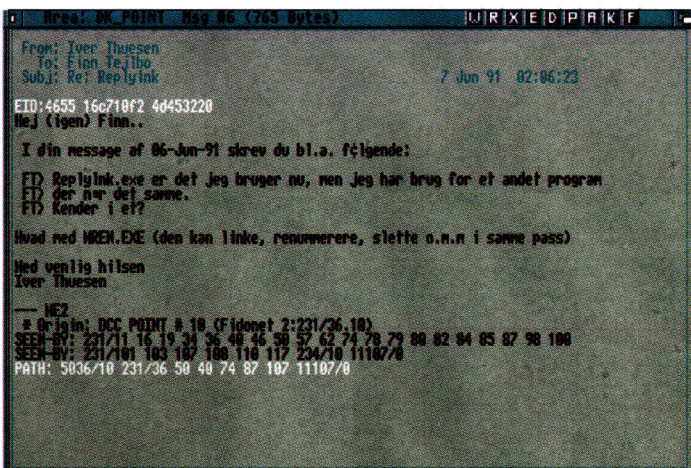 Area: DK_POINT Msg #6 (765 Bytes) W R X E D P A K F
From: Iver Thuesen
To: Finn Tejlbo
Subj: Re: Replylnk 7 Jun 91 02:06:23
EID:4655 16c710f2 4d453220
Hej (igen) Finn..
I din message af 06-Jun-91 skrev du bl.a. følgende:
FT> Replylnk.exe er det jeg bruger nu, men jeg har brug for et andet program
FT> der gør det samme.
FT> Kender i et?
Hvad med MREN.EXE (den kan linke, renummerere, slette o.m.m i samme pass)
Med venlig hilsen
Iver Thuesen
--- ME2
* Origin: DCC POINT # 10 (Fidonet 2:231/36.10)
SEEN-BY: 231/11 16 19 34 36 40 46 50 57 62 74 78 79 80 82 84 85 87 98 100
SEEN-BY: 231/101 103 107 108 110 117 234/10 11107/0
PATH: 5036/10 231/36 50 40 74 87 107 11107/0